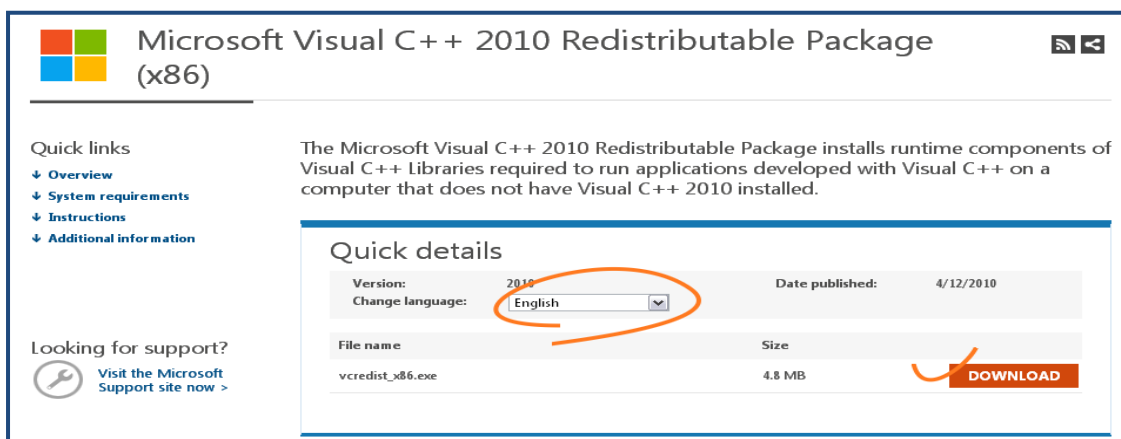 Microsoft Visual C++ 2010 Redistributable Package
(x86)
Quick links
Overview
System requirements
Instructions
Additional information
Looking for support?
Visit the Microsoft
Support site now >
The Microsoft Visual C++ 2010 Redistributable Package installs runtime components of
Visual C++ Libraries required to run applications developed with Visual C++ on a
computer that does not have Visual C++ 2010 installed.
Quick details
Version: 2010 Date published: 4/12/2010
Change language: English
File name Size
vcredist_x86.exe 4.8 MB DOWNLOAD